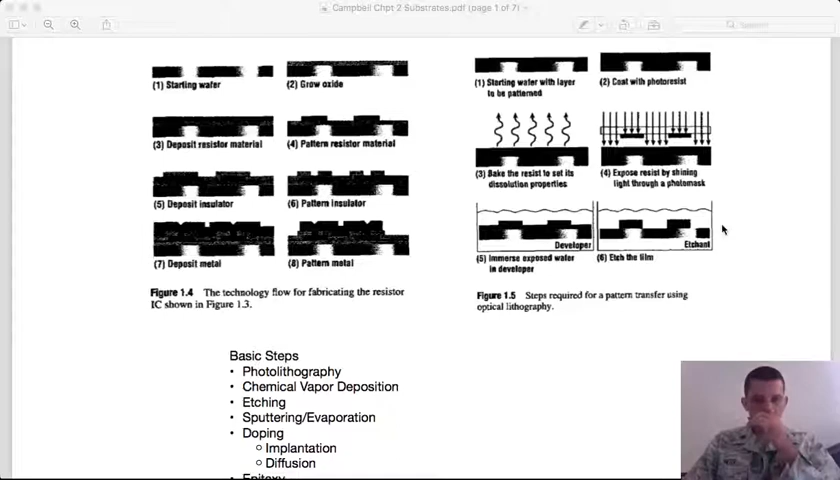 Campbell Chpt 2 Substrates.pdf (page 1 of 7)
Search
(1) Starting wafer
(2) Grow oxide
(3) Deposit resistor material
(4) Pattern resistor material
(5) Deposit insulator
(6) Pattern insulator
(7) Deposit metal
(8) Pattern metal
Figure 1.4 The technology flow for fabricating the resistor
IC shown in Figure 1.3.
(1) Starting wafer with layer
to be patterned
(2) Coat with photoresist
(3) Bake the resist to set its
dissolution properties
(4) Expose resist by shining
light through a photomask
Developer
Etchant
(5) Immerse exposed water
in developer
(6) Etch the film
Figure 1.5 Steps required for a pattern transfer using
optical lithography.
Basic Steps
• Photolithography
• Chemical Vapor Deposition
• Etching
• Sputtering/Evaporation
• Doping
○ Implantation
○ Diffusion
• Epitaxy